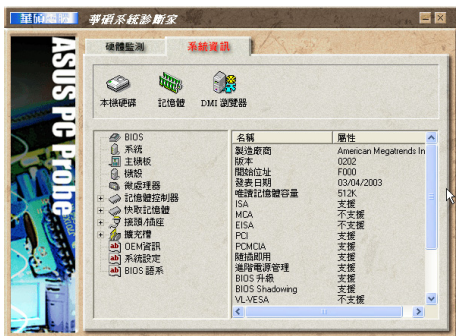 華碩電腦 華碩系統診斷家
ASUS PC Probe
硬體監測 系統資訊
本機硬碟 記憶體 DMI 瀏覽器
BIOS
系統
主機板
機殼
微處理器
記憶體控制器
快取記憶體
接頭/插座
擴充槽
OEM資訊
系統設定
BIOS 語系
名稱 屬性
製造廠商 American Megatrends In
版本 0202
開始位址 F000
發表日期 03/04/2003
唯讀記憶體容量 512K
ISA 支援
MCA 不支援
EISA 不支援
PCI 支援
PCMCIA 支援
隨插即用 支援
進階電源管理 支援
BIOS 升級 支援
BIOS Shadowing 支援
VL-VESA 不支援